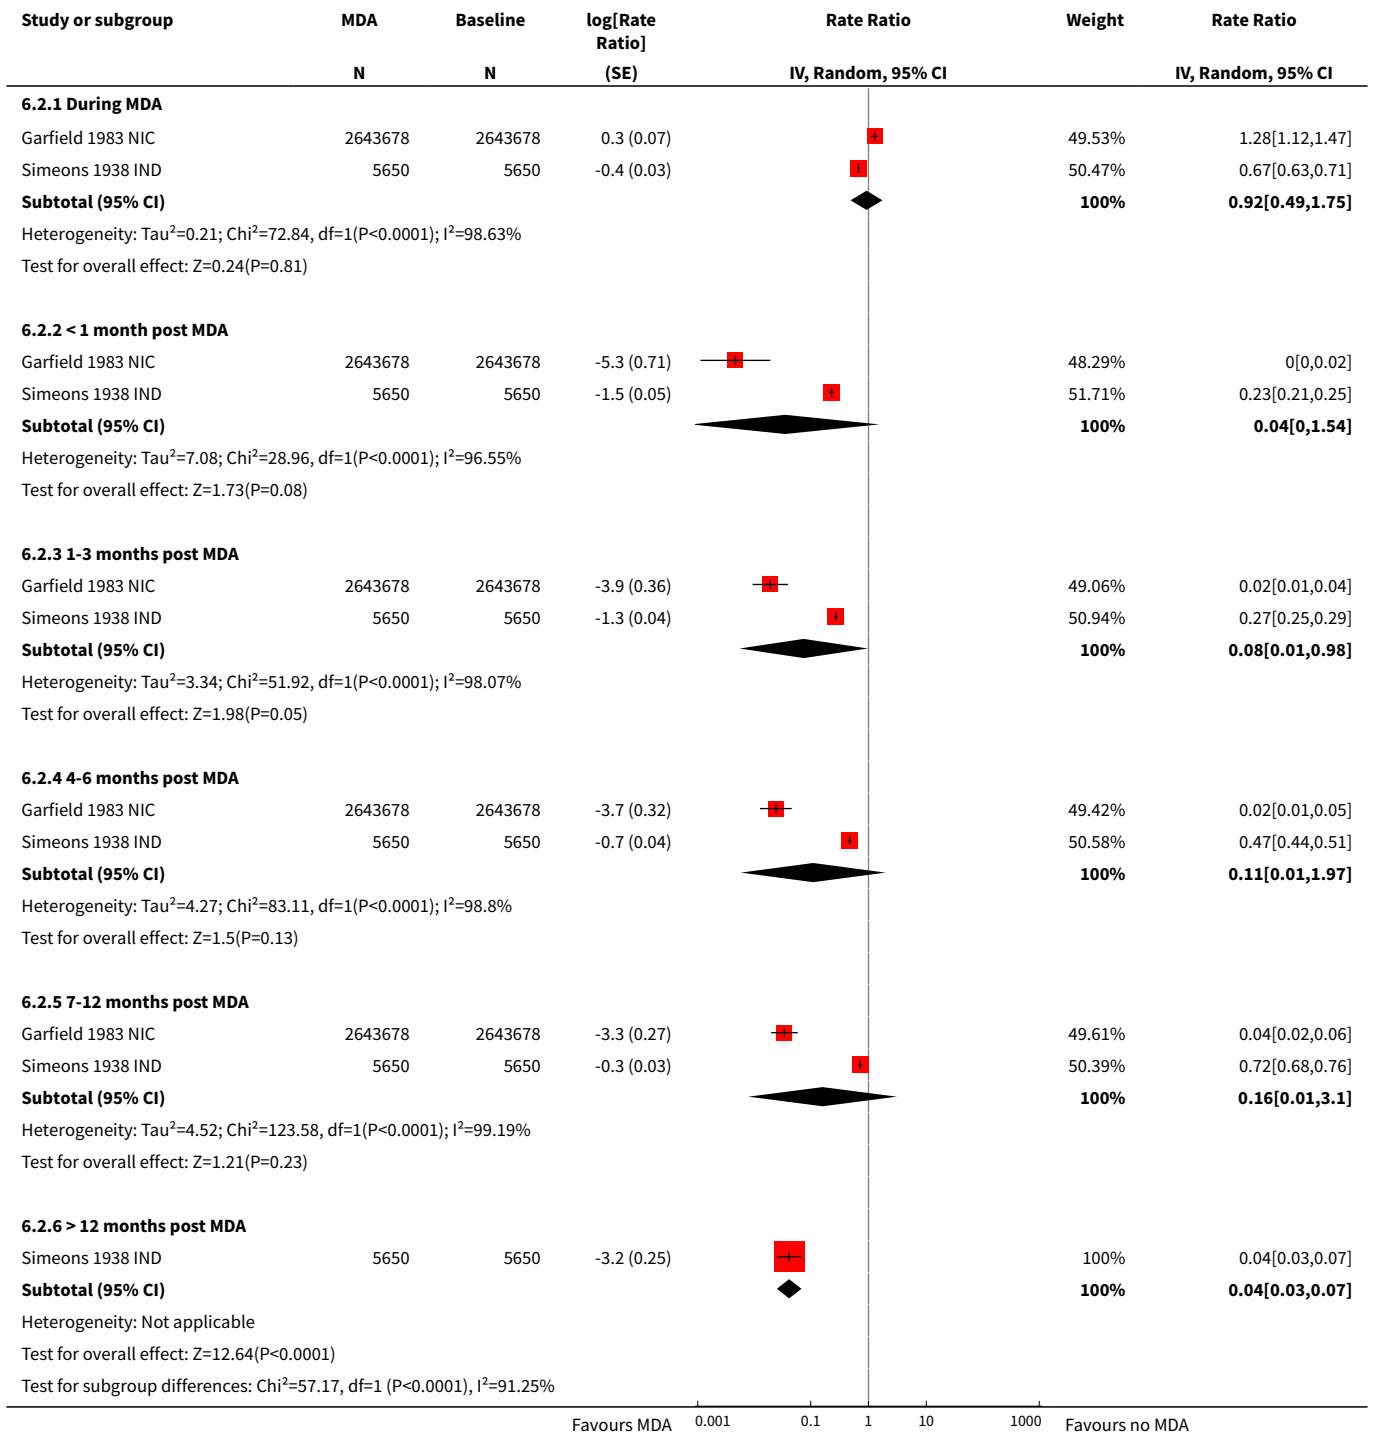 Study or subgroup MDA Baseline log[Rate Ratio] Rate Ratio Weight Rate Ratio
N N (SE) IV, Random, 95% CI IV, Random, 95% CI
6.2.1 During MDA
Garfield 1983 NIC 2643678 2643678 0.3 (0.07) 49.53% 1.28[1.12,1.47]
Simeons 1938 IND 5650 5650 -0.4 (0.03) 50.47% 0.67[0.63,0.71]
Subtotal (95% CI) 100% 0.92[0.49,1.75]
Heterogeneity: Tau²=0.21; Chi²=72.84, df=1(P<0.0001); I²=98.63%
Test for overall effect: Z=0.24(P=0.81)
6.2.2 < 1 month post MDA
Garfield 1983 NIC 2643678 2643678 -5.3 (0.71) 48.29% 0[0,0.02]
Simeons 1938 IND 5650 5650 -1.5 (0.05) 51.71% 0.23[0.21,0.25]
Subtotal (95% CI) 100% 0.04[0,1.54]
Heterogeneity: Tau²=7.08; Chi²=28.96, df=1(P<0.0001); I²=96.55%
Test for overall effect: Z=1.73(P=0.08)
6.2.3 1-3 months post MDA
Garfield 1983 NIC 2643678 2643678 -3.9 (0.36) 49.06% 0.02[0.01,0.04]
Simeons 1938 IND 5650 5650 -1.3 (0.04) 50.94% 0.27[0.25,0.29]
Subtotal (95% CI) 100% 0.08[0.01,0.98]
Heterogeneity: Tau²=3.34; Chi²=51.92, df=1(P<0.0001); I²=98.07%
Test for overall effect: Z=1.98(P=0.05)
6.2.4 4-6 months post MDA
Garfield 1983 NIC 2643678 2643678 -3.7 (0.32) 49.42% 0.02[0.01,0.05]
Simeons 1938 IND 5650 5650 -0.7 (0.04) 50.58% 0.47[0.44,0.51]
Subtotal (95% CI) 100% 0.11[0.01,1.97]
Heterogeneity: Tau²=4.27; Chi²=83.11, df=1(P<0.0001); I²=98.8%
Test for overall effect: Z=1.5(P=0.13)
6.2.5 7-12 months post MDA
Garfield 1983 NIC 2643678 2643678 -3.3 (0.27) 49.61% 0.04[0.02,0.06]
Simeons 1938 IND 5650 5650 -0.3 (0.03) 50.39% 0.72[0.68,0.76]
Subtotal (95% CI) 100% 0.16[0.01,3.1]
Heterogeneity: Tau²=4.52; Chi²=123.58, df=1(P<0.0001); I²=99.19%
Test for overall effect: Z=1.21(P=0.23)
6.2.6 > 12 months post MDA
Simeons 1938 IND 5650 5650 -3.2 (0.25) 100% 0.04[0.03,0.07]
Subtotal (95% CI) 100% 0.04[0.03,0.07]
Heterogeneity: Not applicable
Test for overall effect: Z=12.64(P<0.0001)
Test for subgroup differences: Chi²=57.17, df=1 (P<0.0001), I²=91.25%
Favours MDA 0.001 0.1 1 10 1000 Favours no MDA